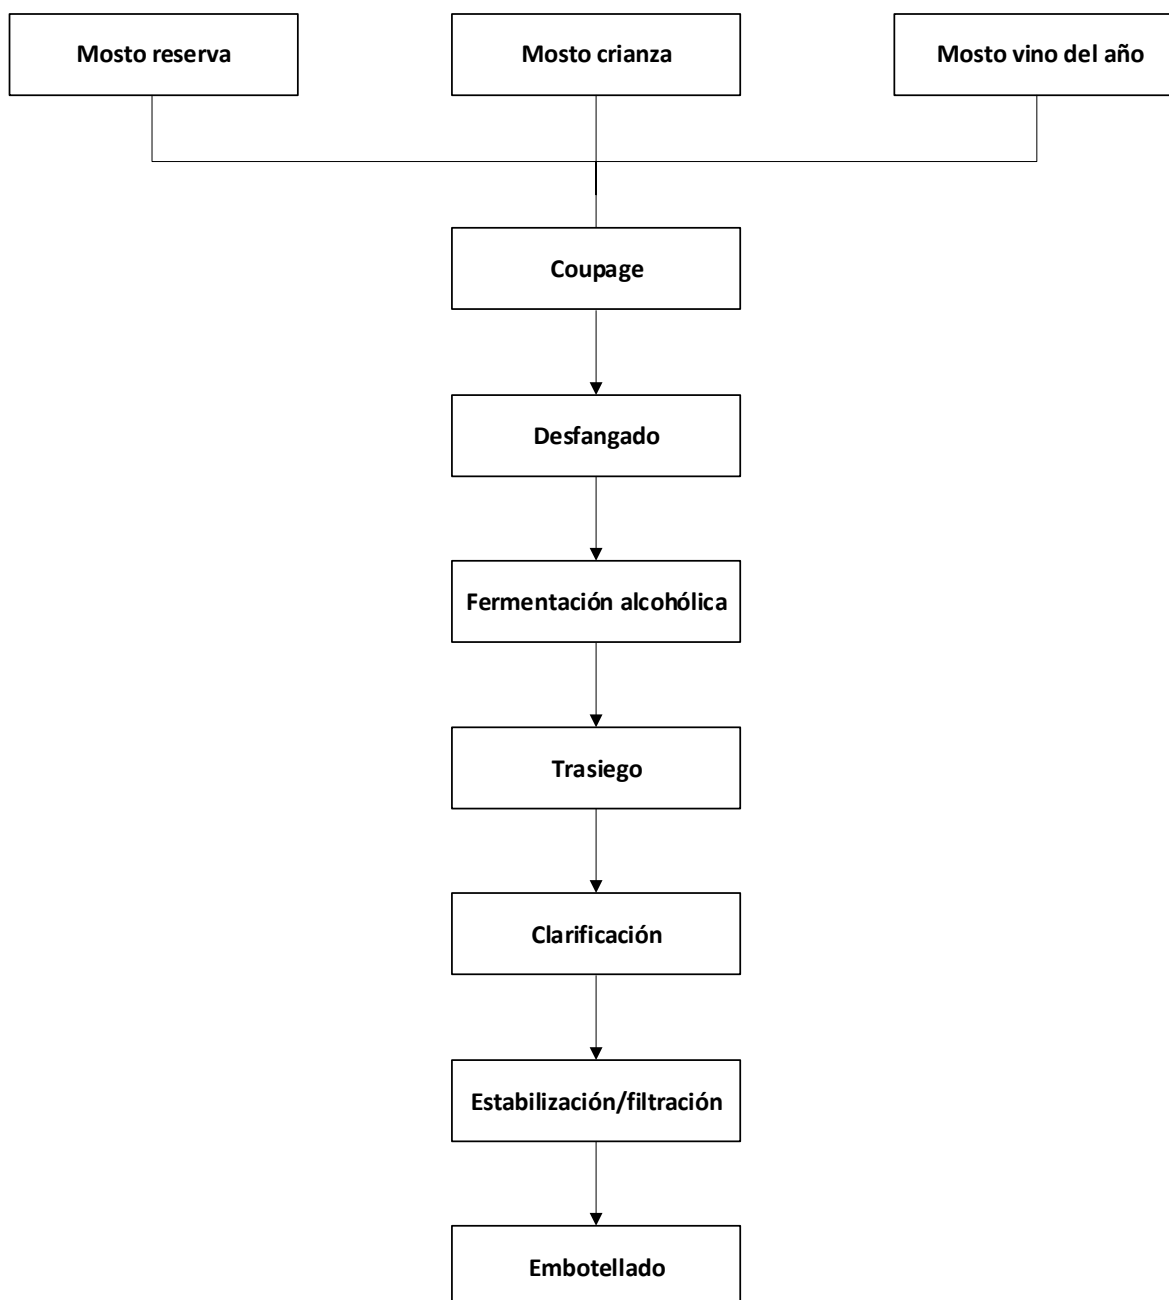 Mosto reserva
Mosto crianza
Mosto vino del año
Coupage
Desfangado
Fermentación alcohólica
Trasiego
Clarificación
Estabilización/filtración
Embotellado